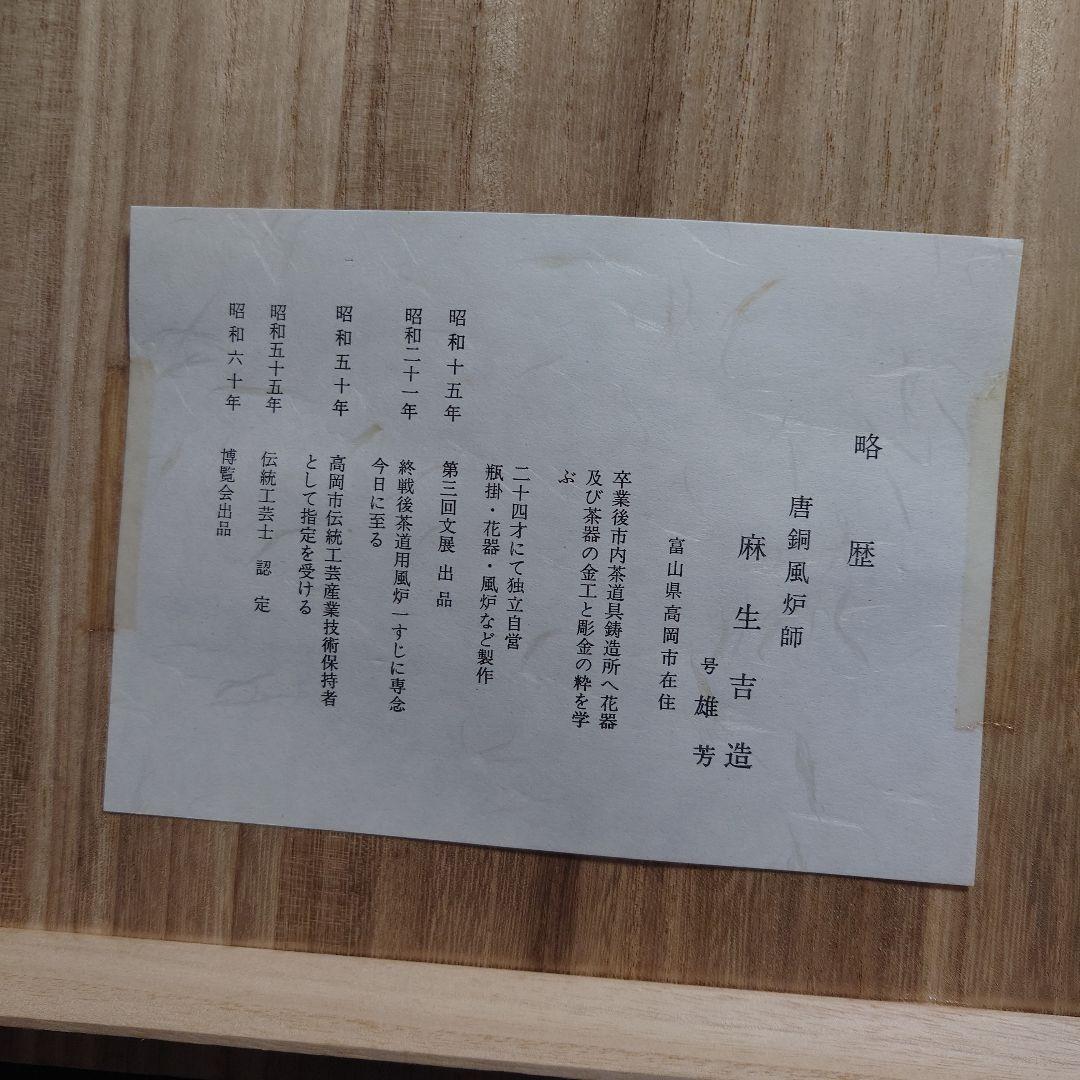 略歴
唐銅風炉師
麻生吉造
号 雄芳
富山県高岡市在住
卒業後市内茶道具鋳造所へ花器
及び茶器の金工と彫金の粋を学
ぶ
二十四才にて独立自営
瓶掛・花器・風炉など製作
昭和十五年 第三回文展出品
昭和二十一年 終戦後茶道用風炉一すじに専念
今日に至る
昭和五十年 高岡市伝統工芸産業技術保持者
として指定を受ける
昭和五十五年 伝統工芸士 認定
昭和六十年 博覧会出品